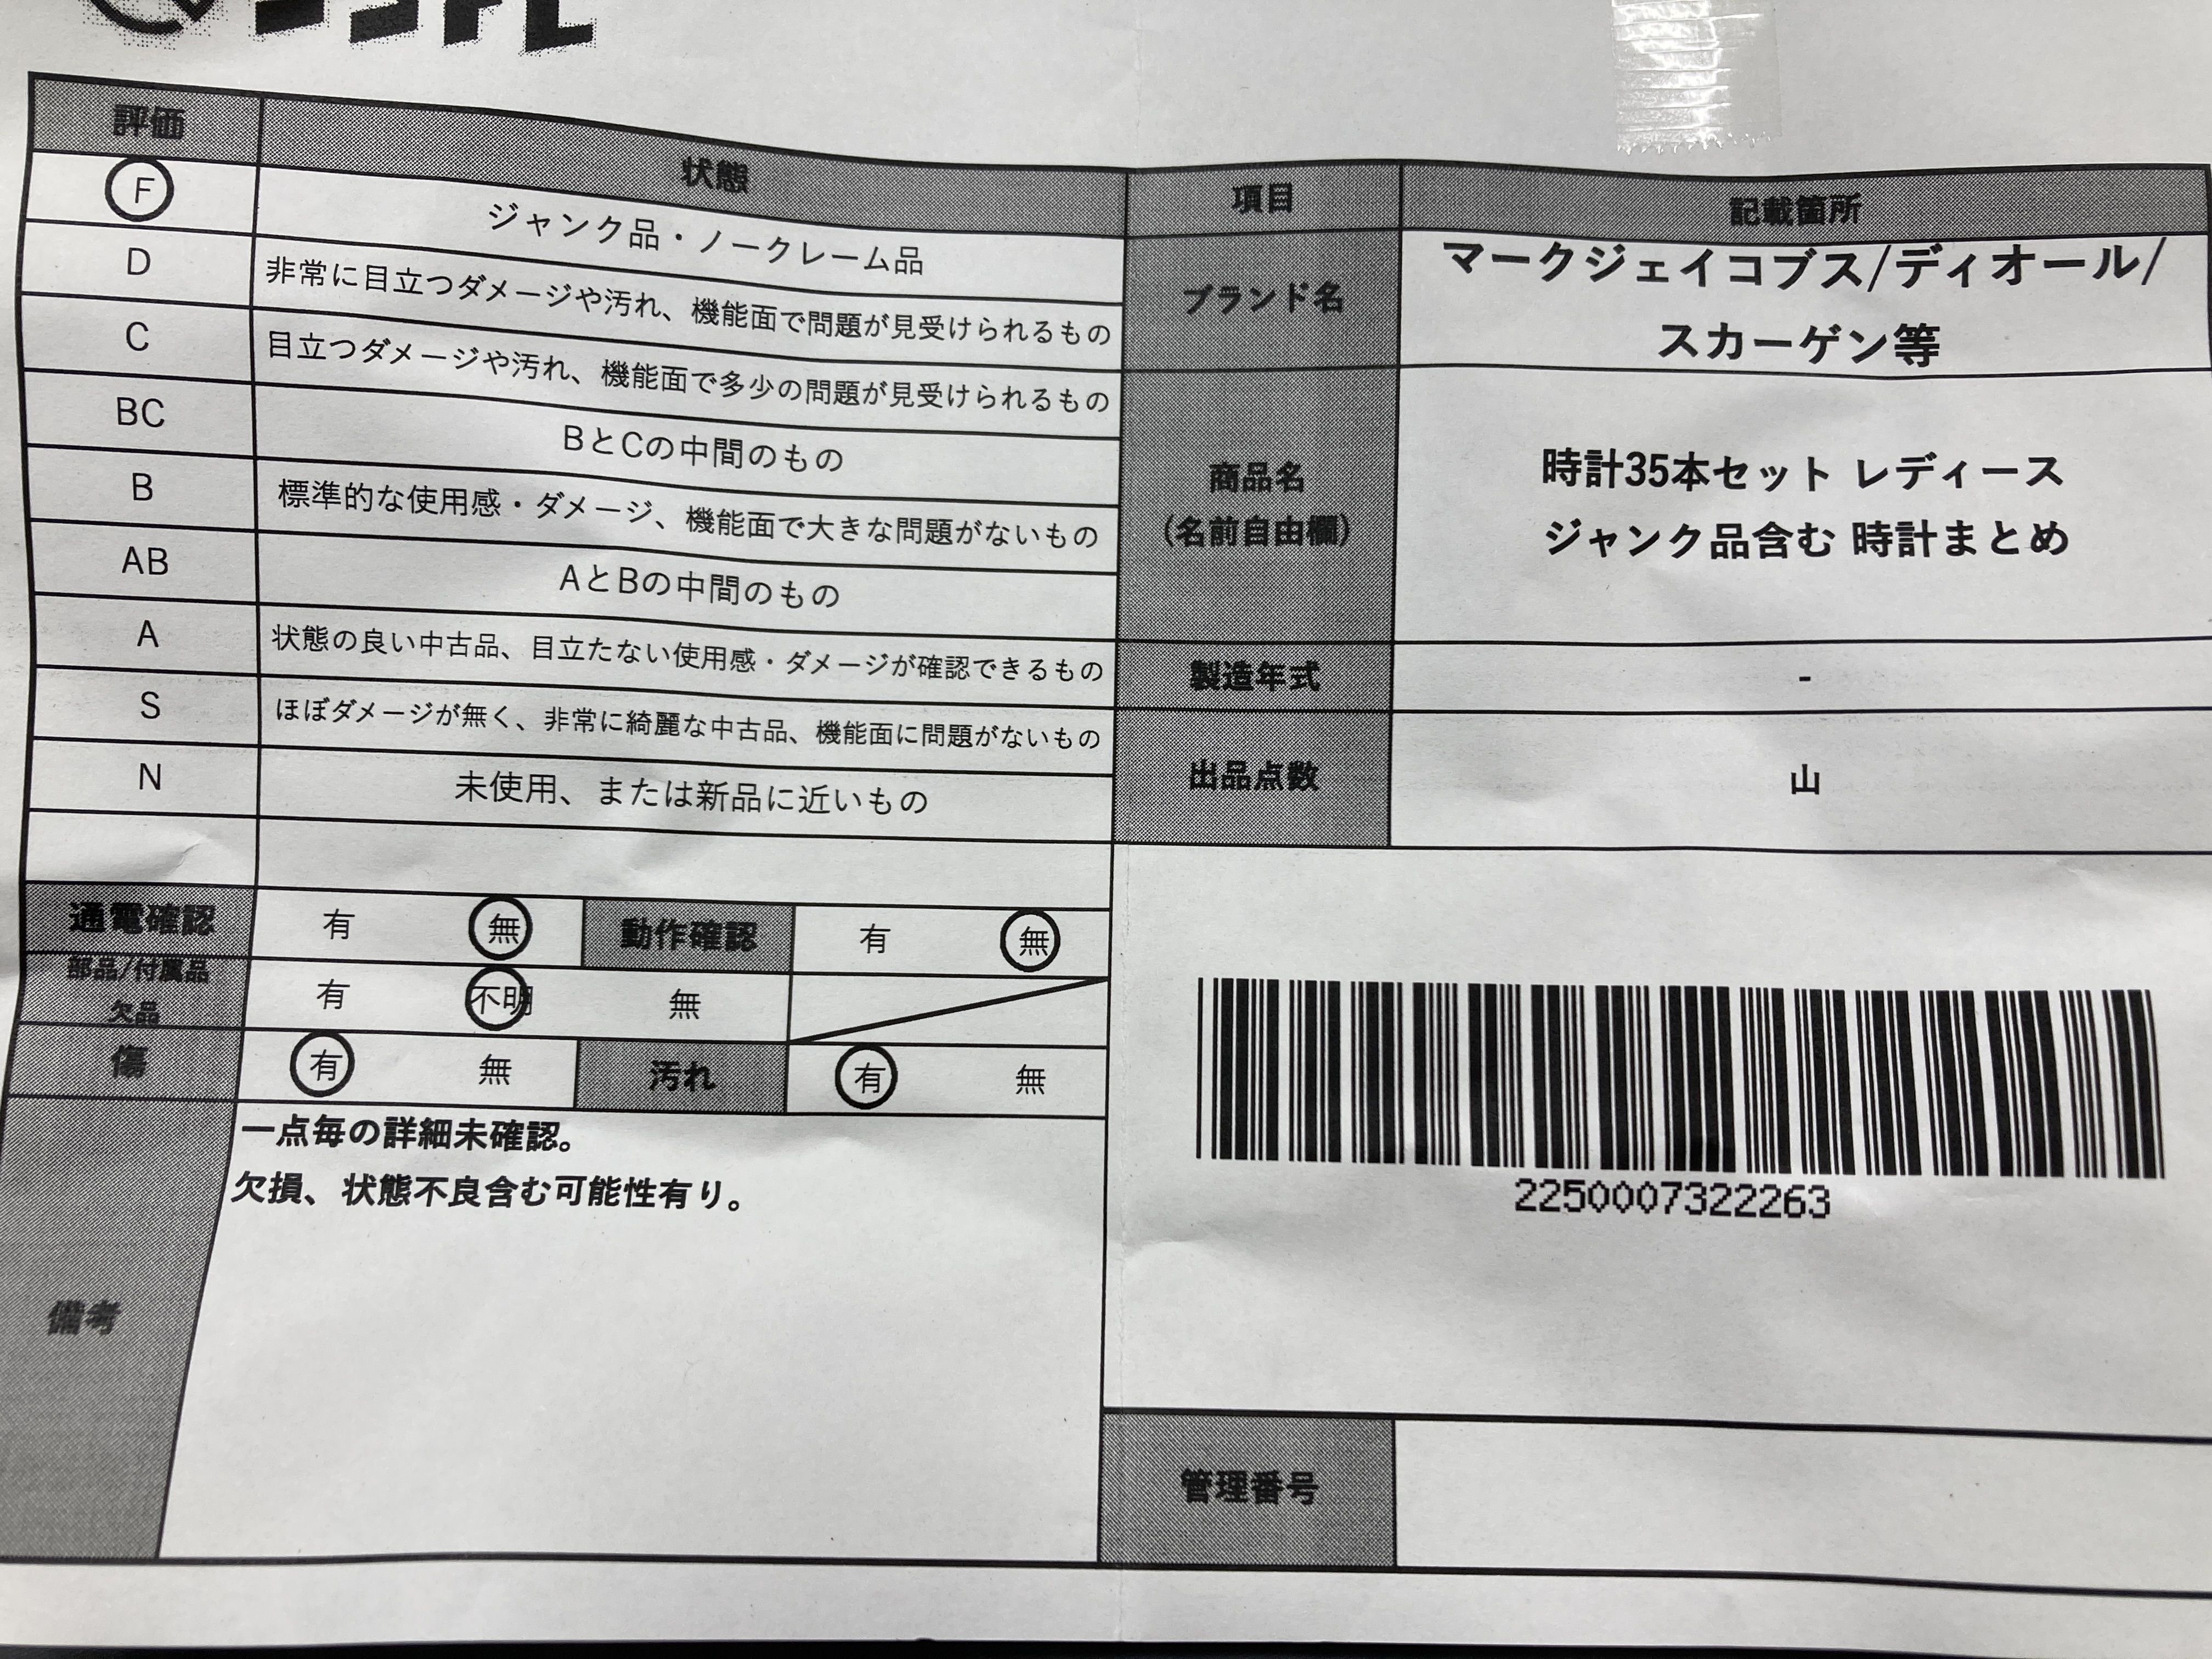 評価 状態
F ジャンク品・ノークレーム品
D 非常に目立つダメージや汚れ、機能面で問題が見受けられるもの
C 目立つダメージや汚れ、機能面で多少の問題が見受けられるもの
BC BとCの中間のもの
B 標準的な使用感・ダメージ、機能面で大きな問題がないもの
AB AとBの中間のもの
A 状態の良い中古品、目立たない使用感・ダメージが確認できるもの
S ほぼダメージが無く、非常に綺麗な中古品、機能面に問題がないもの
N 未使用、または新品に近いもの
通電確認 有 無 動作確認 有 無
部品/付属品
欠品 有 不明 無
傷 有 無 汚れ 有 無
備考
一点毎の詳細未確認。
欠損、状態不良含む可能性有り。
項目 記載箇所
ブランド名
マークジェイコブス/ディオール/
スカーゲン等
商品名
(名前自由欄)
時計35本セット レディース
ジャンク品含む 時計まとめ
製造年式 -
出品点数 山
2250007322263
管理番号